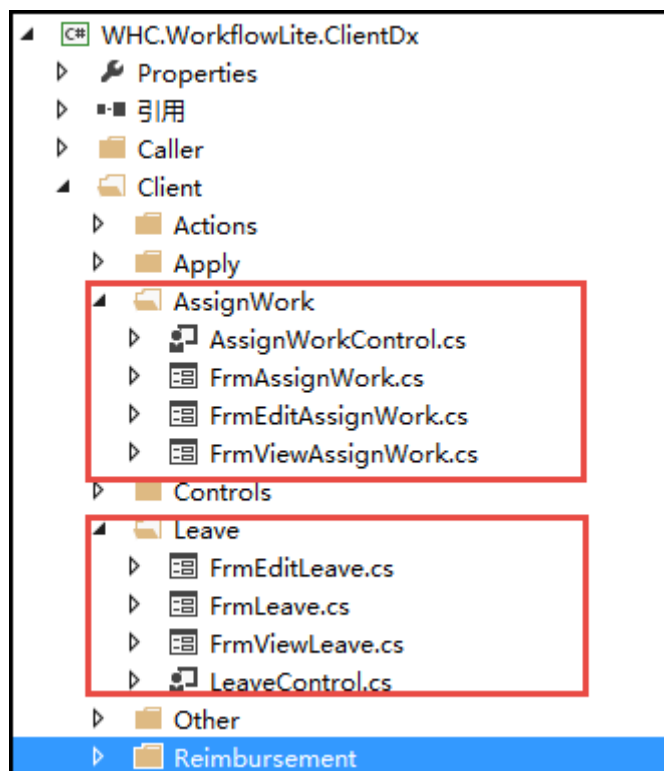 C# WHC.WorkflowLite.ClientDx
Properties
引用
Caller
Client
Actions
Apply
AssignWork
AssignWorkControl.cs
FrmAssignWork.cs
FrmEditAssignWork.cs
FrmViewAssignWork.cs
Controls
Leave
FrmEditLeave.cs
FrmLeave.cs
FrmViewLeave.cs
LeaveControl.cs
Other
Reimbursement